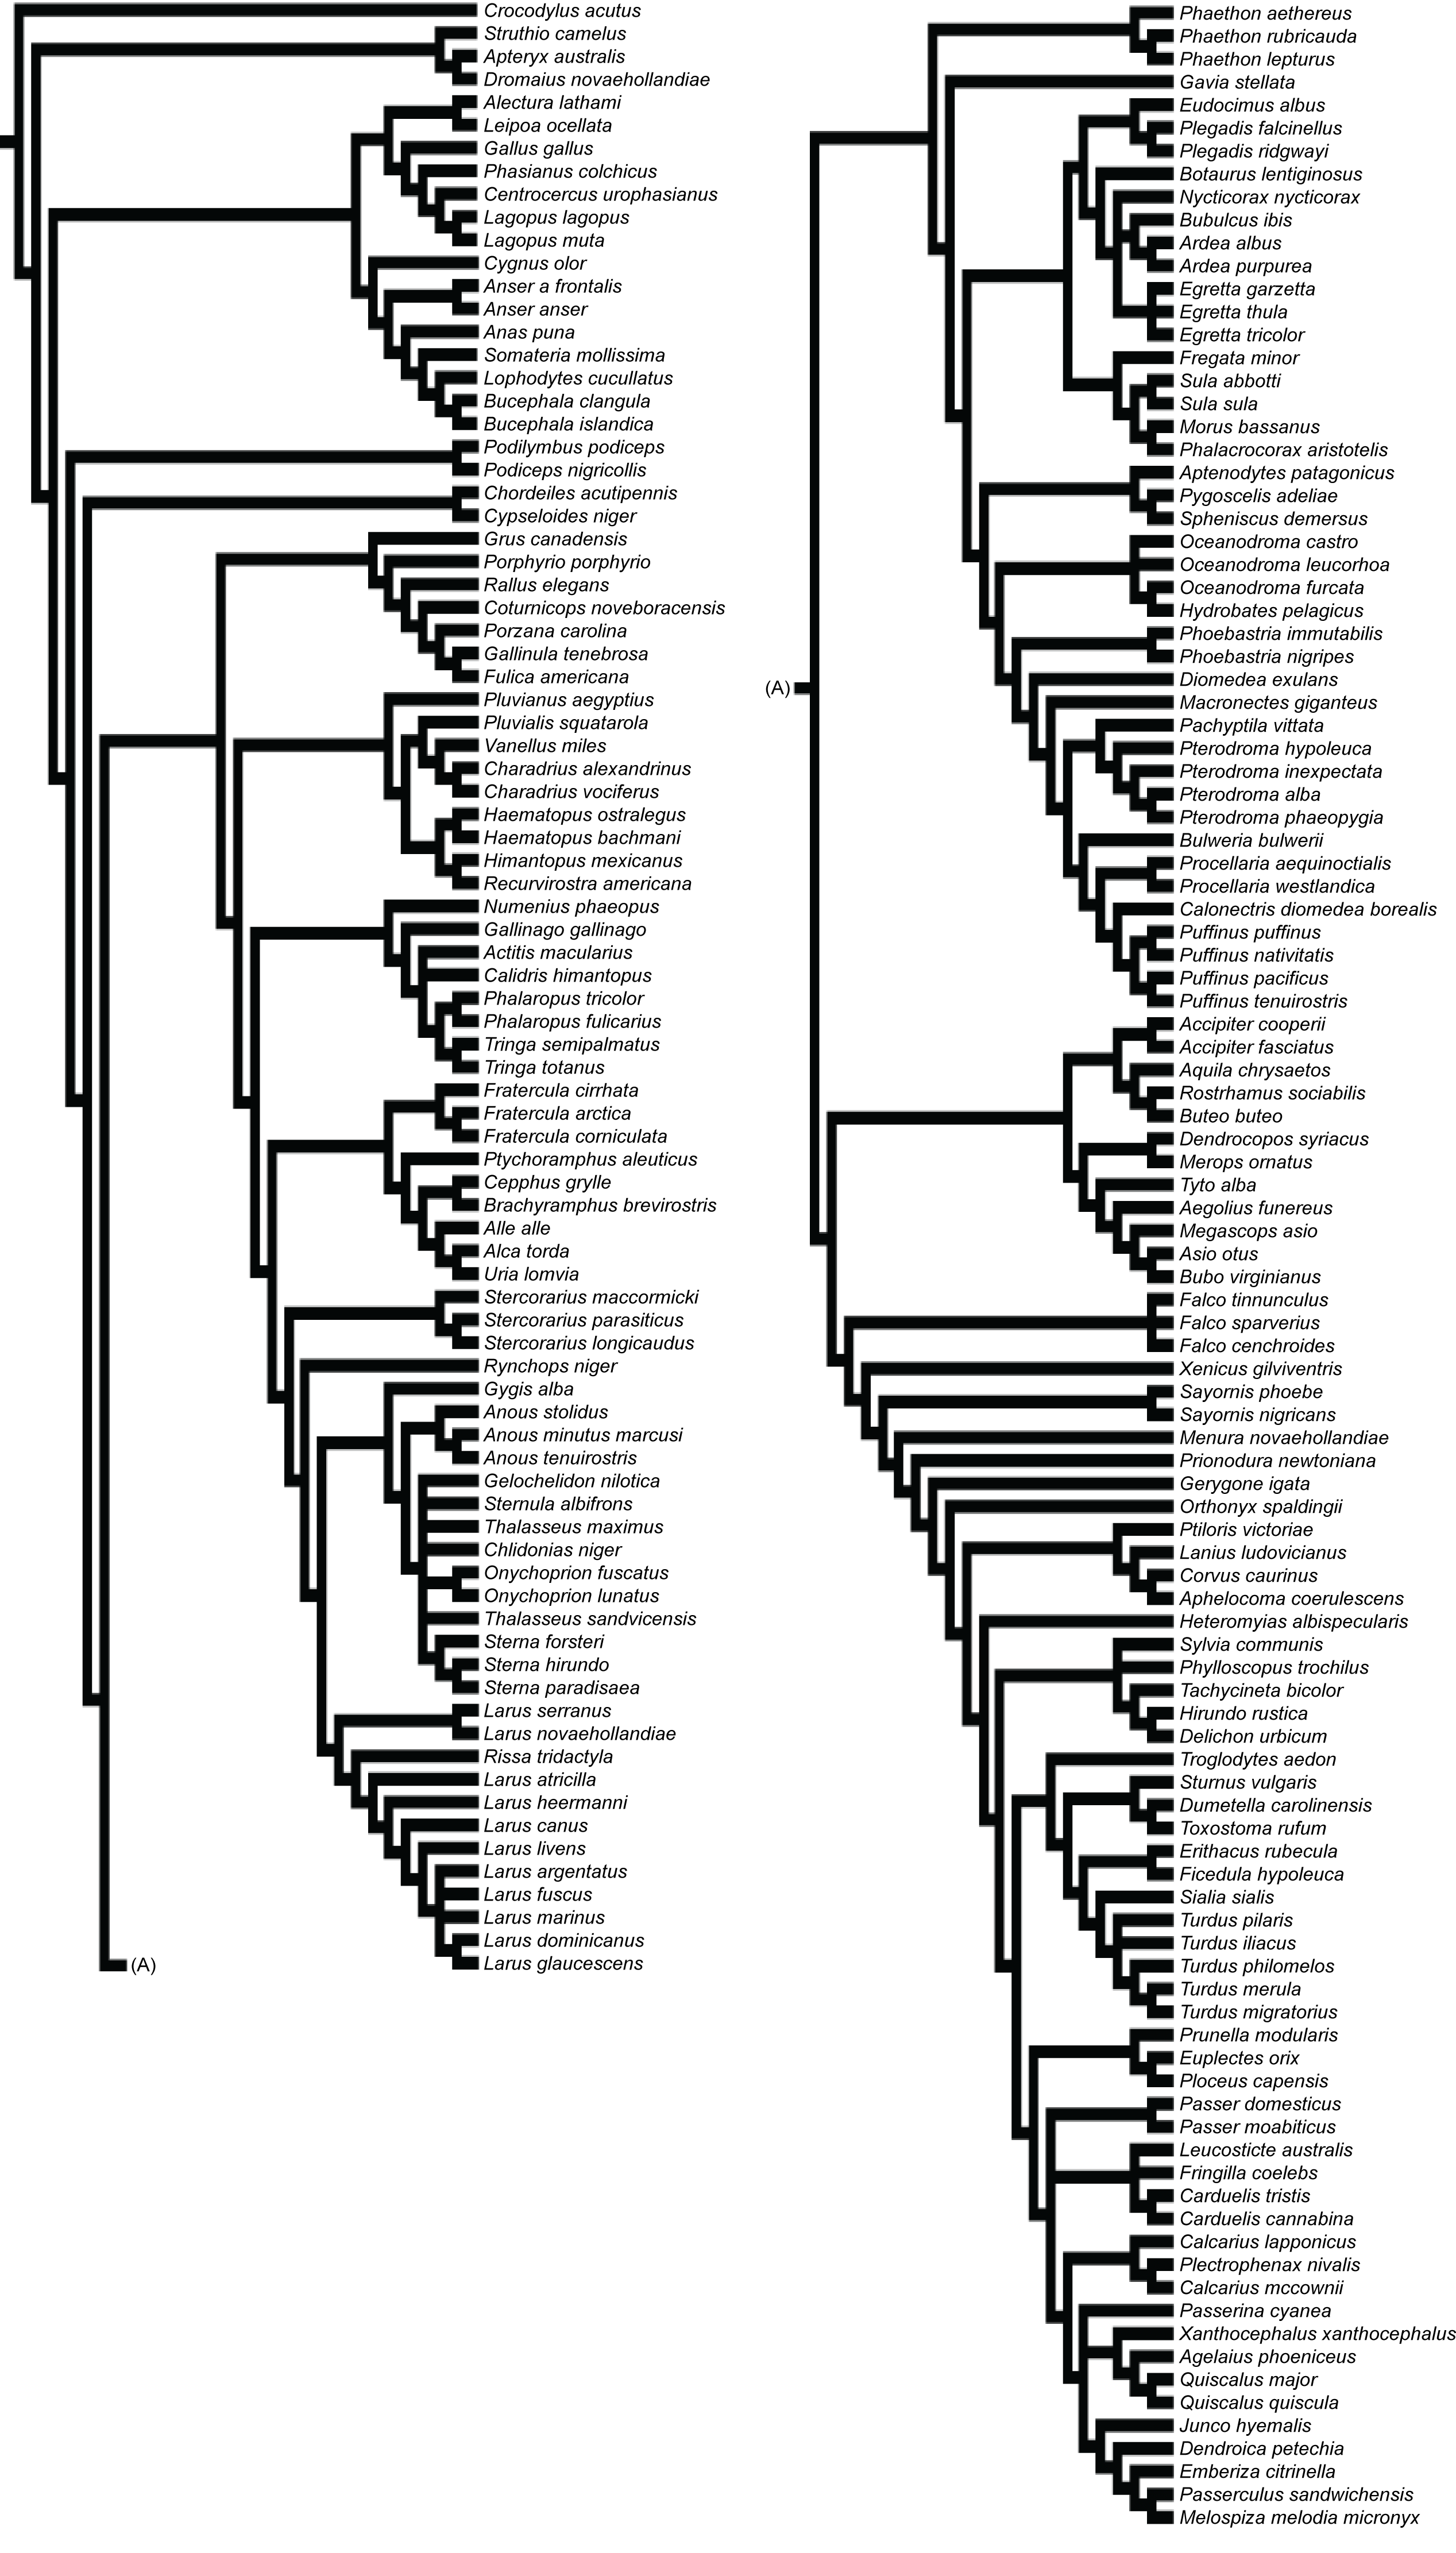 Crocodylus acutus
Struthio camelus
Apteryx australis
Dromaius novaehollandiae
Alectura lathami
Leipoa ocellata
Gallus gallus
Phasianus colchicus
Centrocercus urophasianus
Lagopus lagopus
Lagopus muta
Cygnus olor
Anser a frontalis
Anser anser
Anas puna
Somateria mollissima
Lophodytes cucullatus
Bucephala clangula
Bucephala islandica
Podilymbus podiceps
Podiceps nigricollis
Chordeiles acutipennis
Cypseloides niger
Grus canadensis
Porphyrio porphyrio
Rallus elegans
Coturnicops noveboracensis
Porzana carolina
Gallinula tenebrosa
Fulica americana
Pluvianus aegyptius
Pluvialis squatarola
Vanellus miles
Charadrius alexandrinus
Charadrius vociferus
Haematopus ostralegus
Haematopus bachmani
Himantopus mexicanus
Recurvirostra americana
Numenius phaeopus
Gallinago gallinago
Actitis macularius
Calidris himantopus
Phalaropus tricolor
Phalaropus fulicarius
Tringa semipalmatus
Tringa totanus
Fratercula cirrhata
Fratercula arctica
Fratercula corniculata
Ptychoramphus aleuticus
Cepphus grylle
Brachyramphus brevirostris
Alle alle
Alca torda
Uria lomvia
Stercorarius maccormicki
Stercorarius parasiticus
Stercorarius longicaudus
Rynchops niger
Gygis alba
Anous stolidus
Anous minutus marcusi
Anous tenuirostris
Gelochelidon nilotica
Sternula albifrons
Thalasseus maximus
Chlidonias niger
Onychoprion fuscatus
Onychoprion lunatus
Thalasseus sandvicensis
Sterna forsteri
Sterna hirundo
Sterna paradisaea
Larus serranus
Larus novaehollandiae
Rissa tridactyla
Larus atricilla
Larus heermanni
Larus canus
Larus livens
Larus argentatus
Larus fuscus
Larus marinus
Larus dominicanus
Larus glaucescens
(A)
(A)
Phaethon aethereus
Phaethon rubricauda
Phaethon lepturus
Gavia stellata
Eudocimus albus
Plegadis falcinellus
Plegadis ridgwayi
Botaurus lentiginosus
Nycticorax nycticorax
Bubulcus ibis
Ardea albus
Ardea purpurea
Egretta garzetta
Egretta thula
Egretta tricolor
Fregata minor
Sula abbotti
Sula sula
Morus bassanus
Phalacrocorax aristotelis
Aptenodytes patagonicus
Pygoscelis adeliae
Spheniscus demersus
Oceanodroma castro
Oceanodroma leucorhoa
Oceanodroma furcata
Hydrobates pelagicus
Phoebastria immutabilis
Phoebastria nigripes
Diomedea exulans
Macronectes giganteus
Pachyptila vittata
Pterodroma hypoleuca
Pterodroma inexpectata
Pterodroma alba
Pterodroma phaeopygia
Bulweria bulwerii
Procellaria aequinoctialis
Procellaria westlandica
Calonectris diomedea borealis
Puffinus puffinus
Puffinus nativitatis
Puffinus pacificus
Puffinus tenuirostris
Accipiter cooperii
Accipiter fasciatus
Aquila chrysaetos
Rostrhamus sociabilis
Buteo buteo
Dendrocopos syriacus
Merops ornatus
Tyto alba
Aegolius funereus
Megascops asio
Asio otus
Bubo virginianus
Falco tinnunculus
Falco sparverius
Falco cenchroides
Xenicus gilviventris
Sayornis phoebe
Sayornis nigricans
Menura novaehollandiae
Prionodura newtoniana
Gerygone igata
Orthonyx spaldingii
Ptiloris victoriae
Lanius ludovicianus
Corvus caurinus
Aphelocoma coerulescens
Heteromyias albispecularis
Sylvia communis
Phylloscopus trochilus
Tachycineta bicolor
Hirundo rustica
Delichon urbicum
Troglodytes aedon
Sturnus vulgaris
Dumetella carolinensis
Toxostoma rufum
Erithacus rubecula
Ficedula hypoleuca
Sialia sialis
Turdus pilaris
Turdus iliacus
Turdus philomelos
Turdus merula
Turdus migratorius
Prunella modularis
Euplectes orix
Ploceus capensis
Passer domesticus
Passer moabiticus
Leucosticte australis
Fringilla coelebs
Carduelis tristis
Carduelis cannabina
Calcarius lapponicus
Plectrophenax nivalis
Calcarius mccownii
Passerina cyanea
Xanthocephalus xanthocephalus
Agelaius phoeniceus
Quiscalus major
Quiscalus quiscula
Junco hyemalis
Dendroica petechia
Emberiza citrinella
Passerculus sandwichensis
Melospiza melodia micronyx